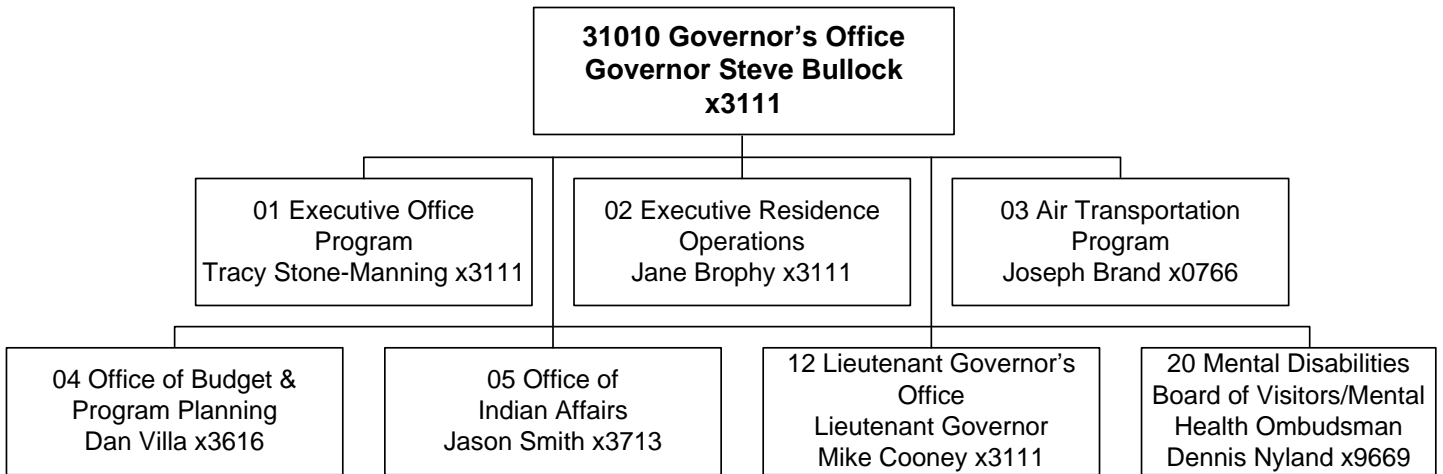 31010 Governor’s Office
Governor Steve Bullock
x3111
01 Executive Office
Program
Tracy Stone-Manning x3111
02 Executive Residence
Operations
Jane Brophy x3111
03 Air Transportation
Program
Joseph Brand x0766
04 Office of Budget &
Program Planning
Dan Villa x3616
05 Office of
Indian Affairs
Jason Smith x3713
12 Lieutenant Governor’s
Office
Lieutenant Governor
Mike Cooney x3111
20 Mental Disabilities
Board of Visitors/Mental
Health Ombudsman
Dennis Nyland x9669